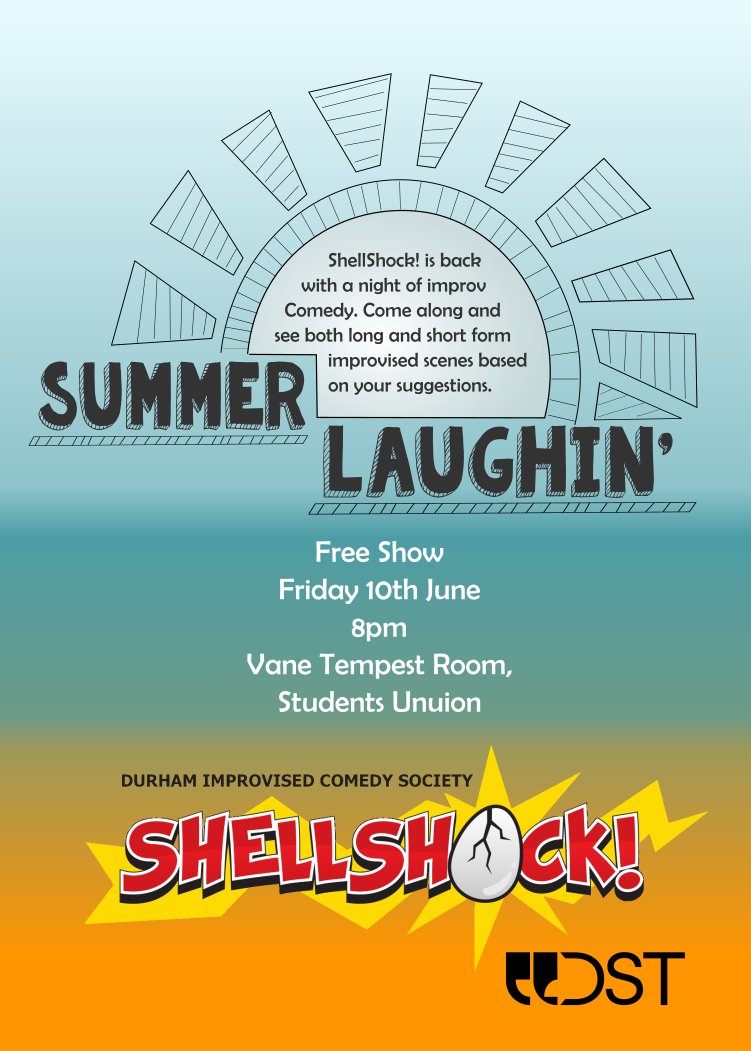 ShellShock! is back
with a night of improv
Comedy. Come along and
see both long and short form
improvised scenes based
on your suggestions.
SUMMER
LAUGHIN'
Free Show
Friday 10th June
8pm
Vane Tempest Room,
Students Unuion
DURHAM IMPROVISED COMEDY SOCIETY
SHELLSHOCK!
DST